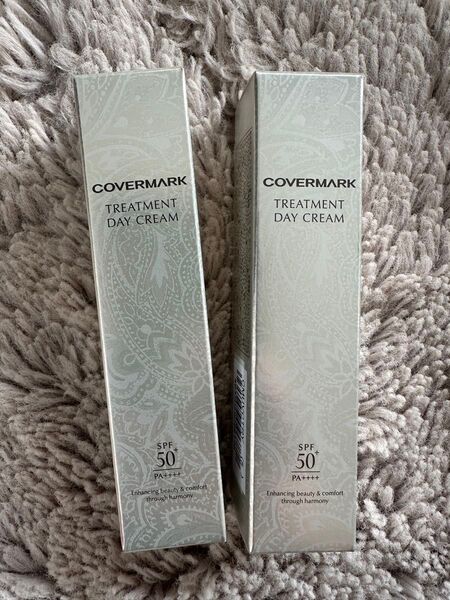 COVERMARK
TREATMENT
DAY CREAM
SPF
50+
PA++++
Enhancing beauty & comfort
through harmony
COVERMARK
TREATMENT
DAY CREAM
SPF
50+
PA++++
Enhancing beauty & comfort
through harmony